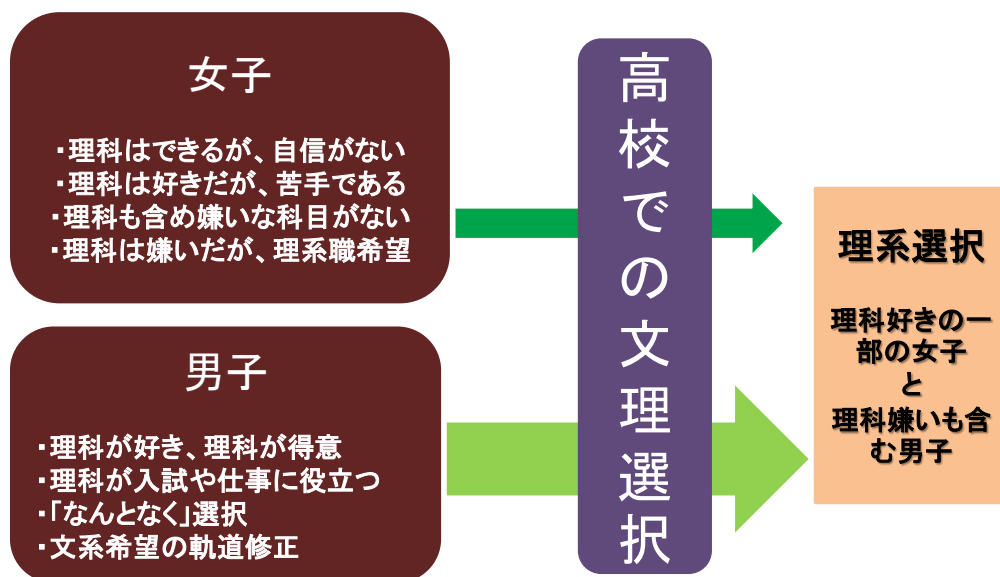 女子
・理科はできるが、自信がない
・理科は好きだが、苦手である
・理科も含め嫌いな科目がない
・理科は嫌いだが、理系職希望
男子
・理科が好き、理科が得意
・理科が入試や仕事に役立つ
・「なんとなく」選択
・文系希望の軌道修正
高校での文理選択
理系選択
理科好きの一
部の女子
と
理科嫌いも含
む男子